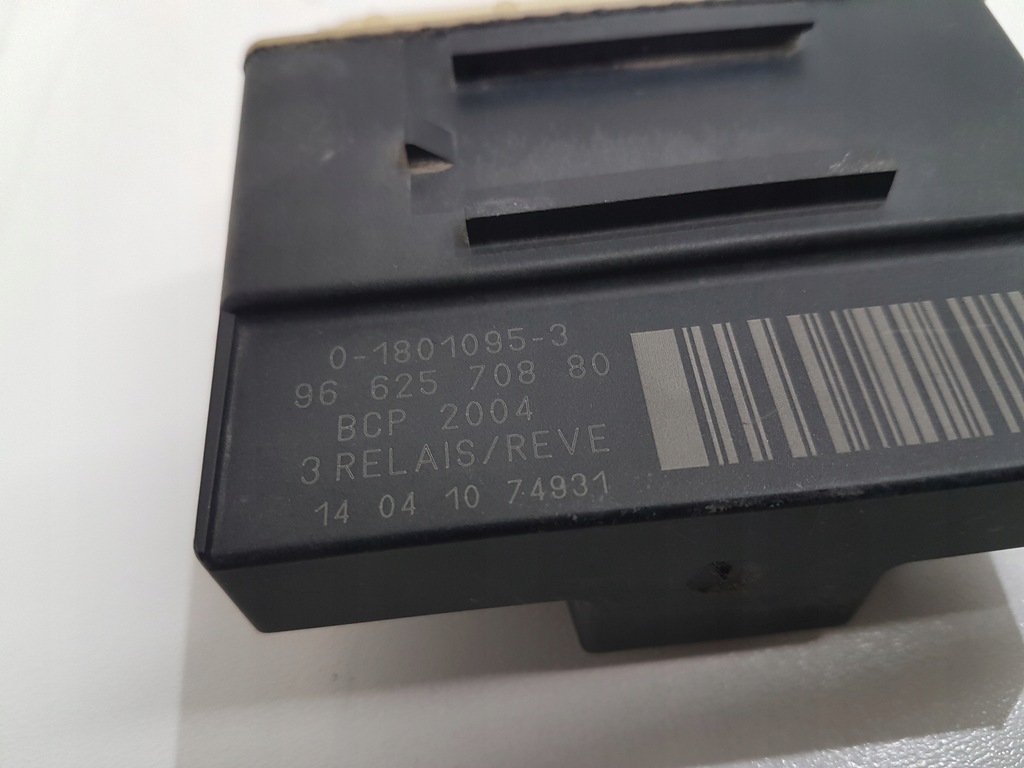 0-1801095-3
96 625 708 80
BCP 2004
3 RELAIS/REVE
14 04 10 74931